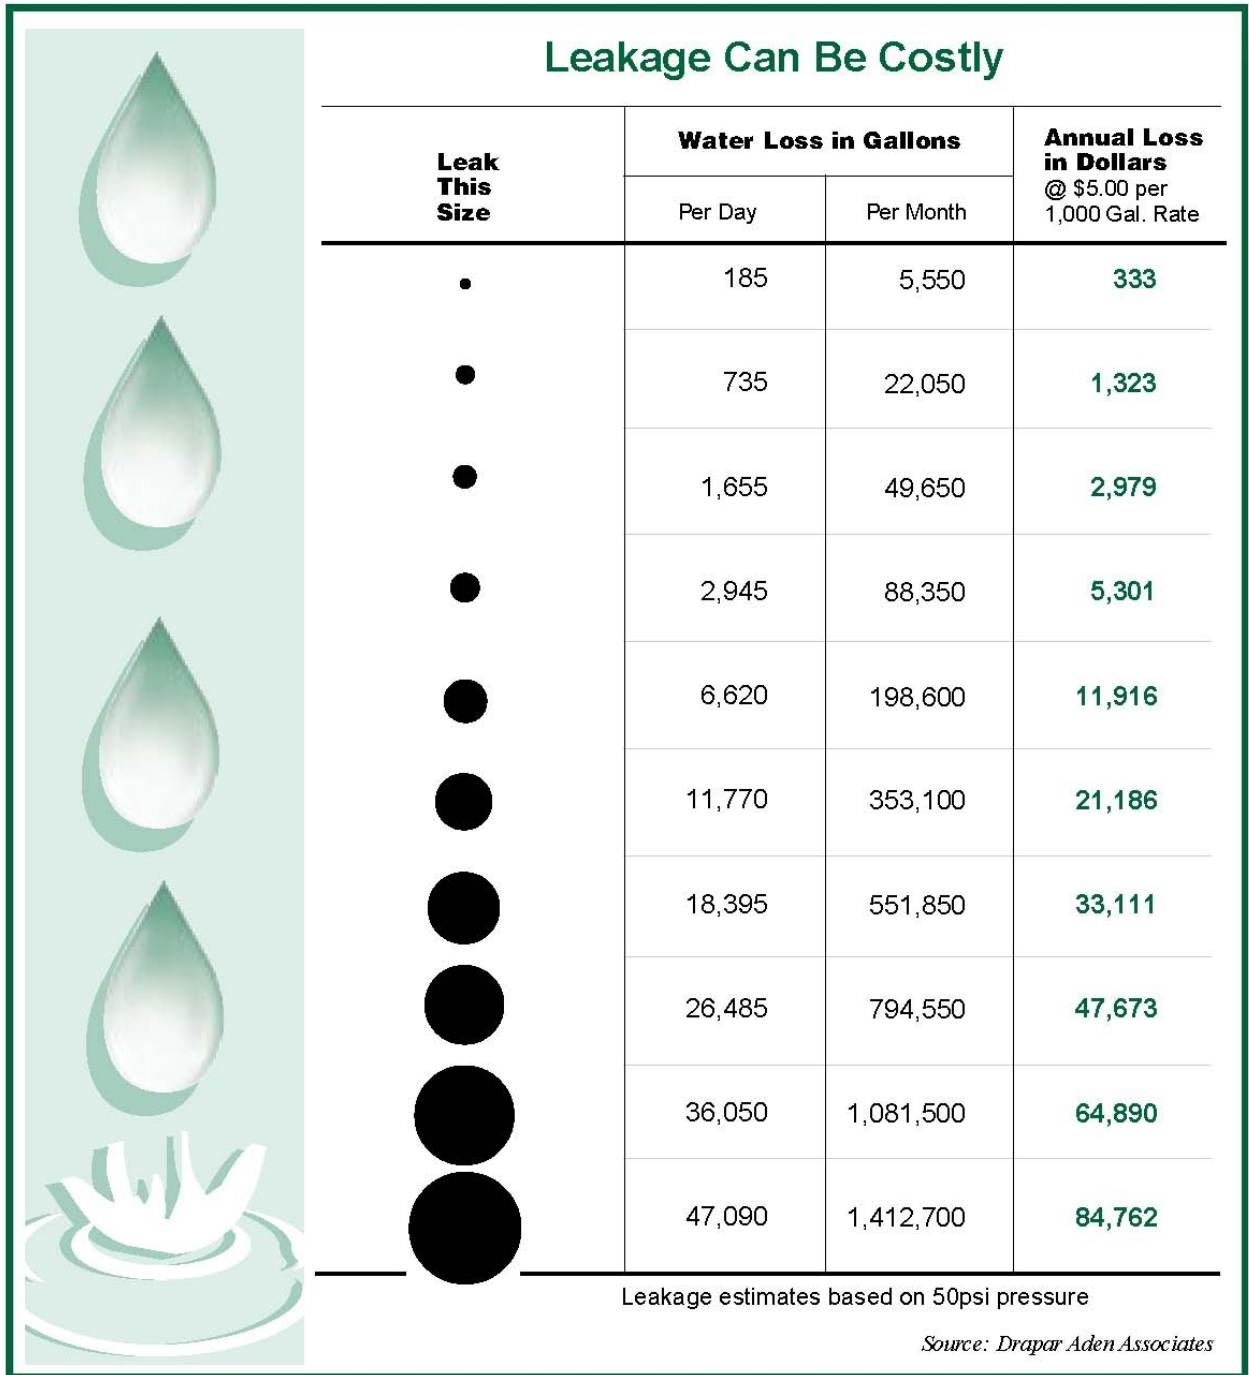 Leakage Can Be Costly
Leak
This
Size
Water Loss in Gallons
Per Day
Per Month
Annual Loss
in Dollars
@ $5.00 per
1,000 Gal. Rate
185 5,550 333
735 22,050 1,323
1,655 49,650 2,979
2,945 88,350 5,301
6,620 198,600 11,916
11,770 353,100 21,186
18,395 551,850 33,111
26,485 794,550 47,673
36,050 1,081,500 64,890
47,090 1,412,700 84,762
Leakage estimates based on 50psi pressure
Source: Drapar Aden Associates